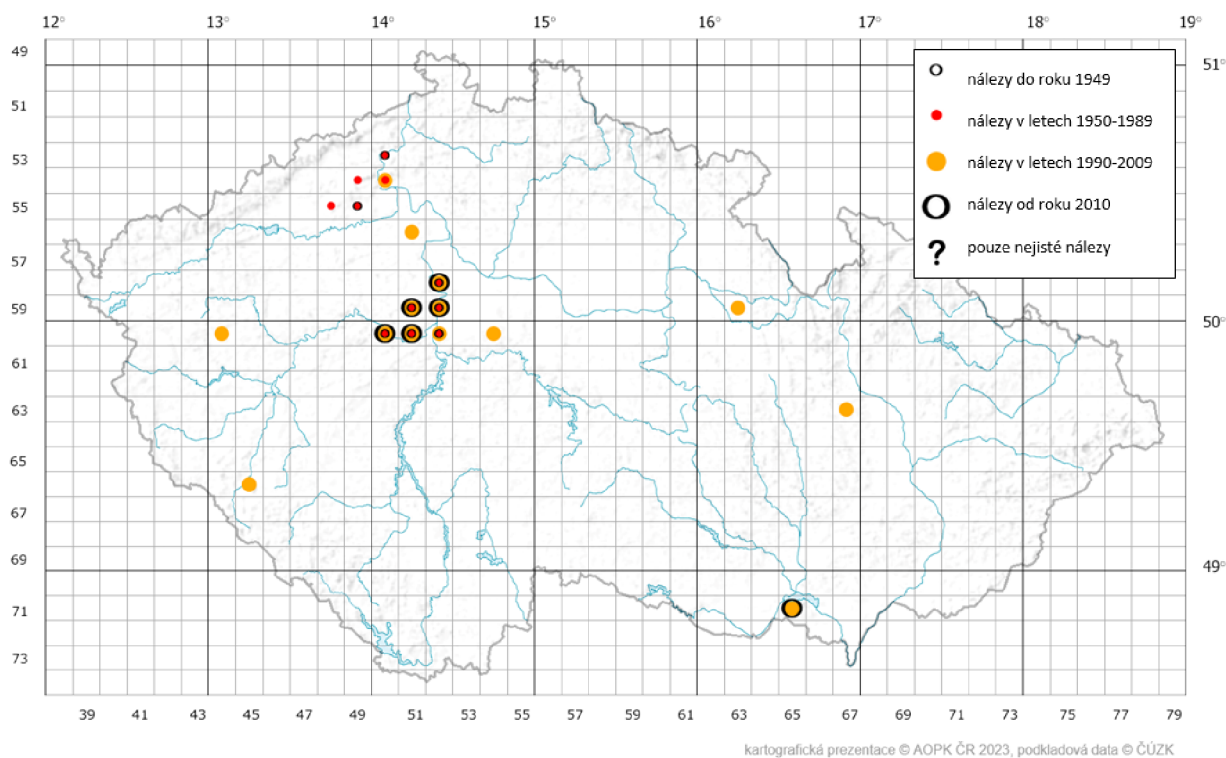 12° 13° 14° 15° 16° 17° 18° 19°
49
51°
51
53
55
57
59
50°
61
63
65
67
69
49°
71
73
nálezy do roku 1949
nálezy v letech 1950-1989
nálezy v letech 1990-2009
nálezy od roku 2010
? pouze nejisté nálezy
39 41 43 45 47 49 51 53 55 57 59 61 63 65 67 69 71 73 75 77 79
kartografická prezentace © AOPK ČR 2023, podkladová data © ČÚZK